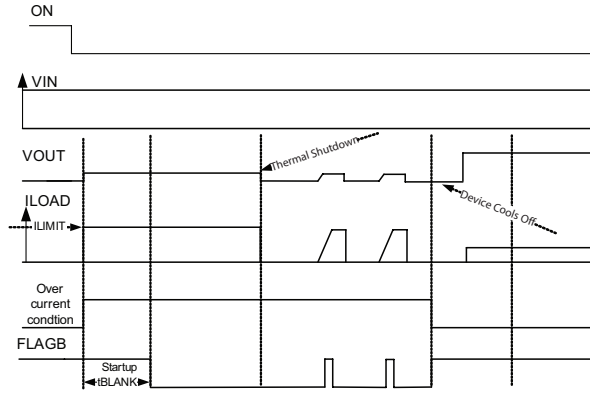 ON
VIN
VOUT
Thermal Shutdown
ILOAD
ILIMIT
Device Cools Off
Over
current
condtion
FLAGB
Startup
tBLANK